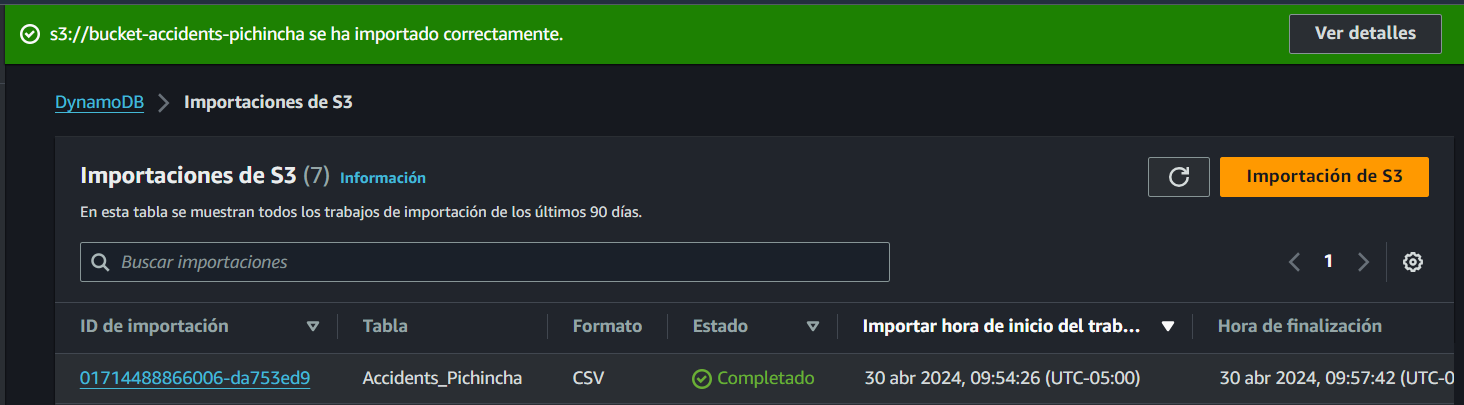 s3://bucket-accidents-pichincha se ha importado correctamente.
Ver detalles
DynamoDB
Importaciones de S3
Importaciones de S3 (7) Información
Importación de S3
En esta tabla se muestran todos los trabajos de importación de los últimos 90 días.
Buscar importaciones
1
ID de importación Tabla Formato Estado Importar hora de inicio del trab... Hora de finalización
01714488866006-da753ed9 Accidents_Pichincha CSV Completado 30 abr 2024, 09:54:26 (UTC-05:00) 30 abr 2024, 09:57:42 (UTC-0